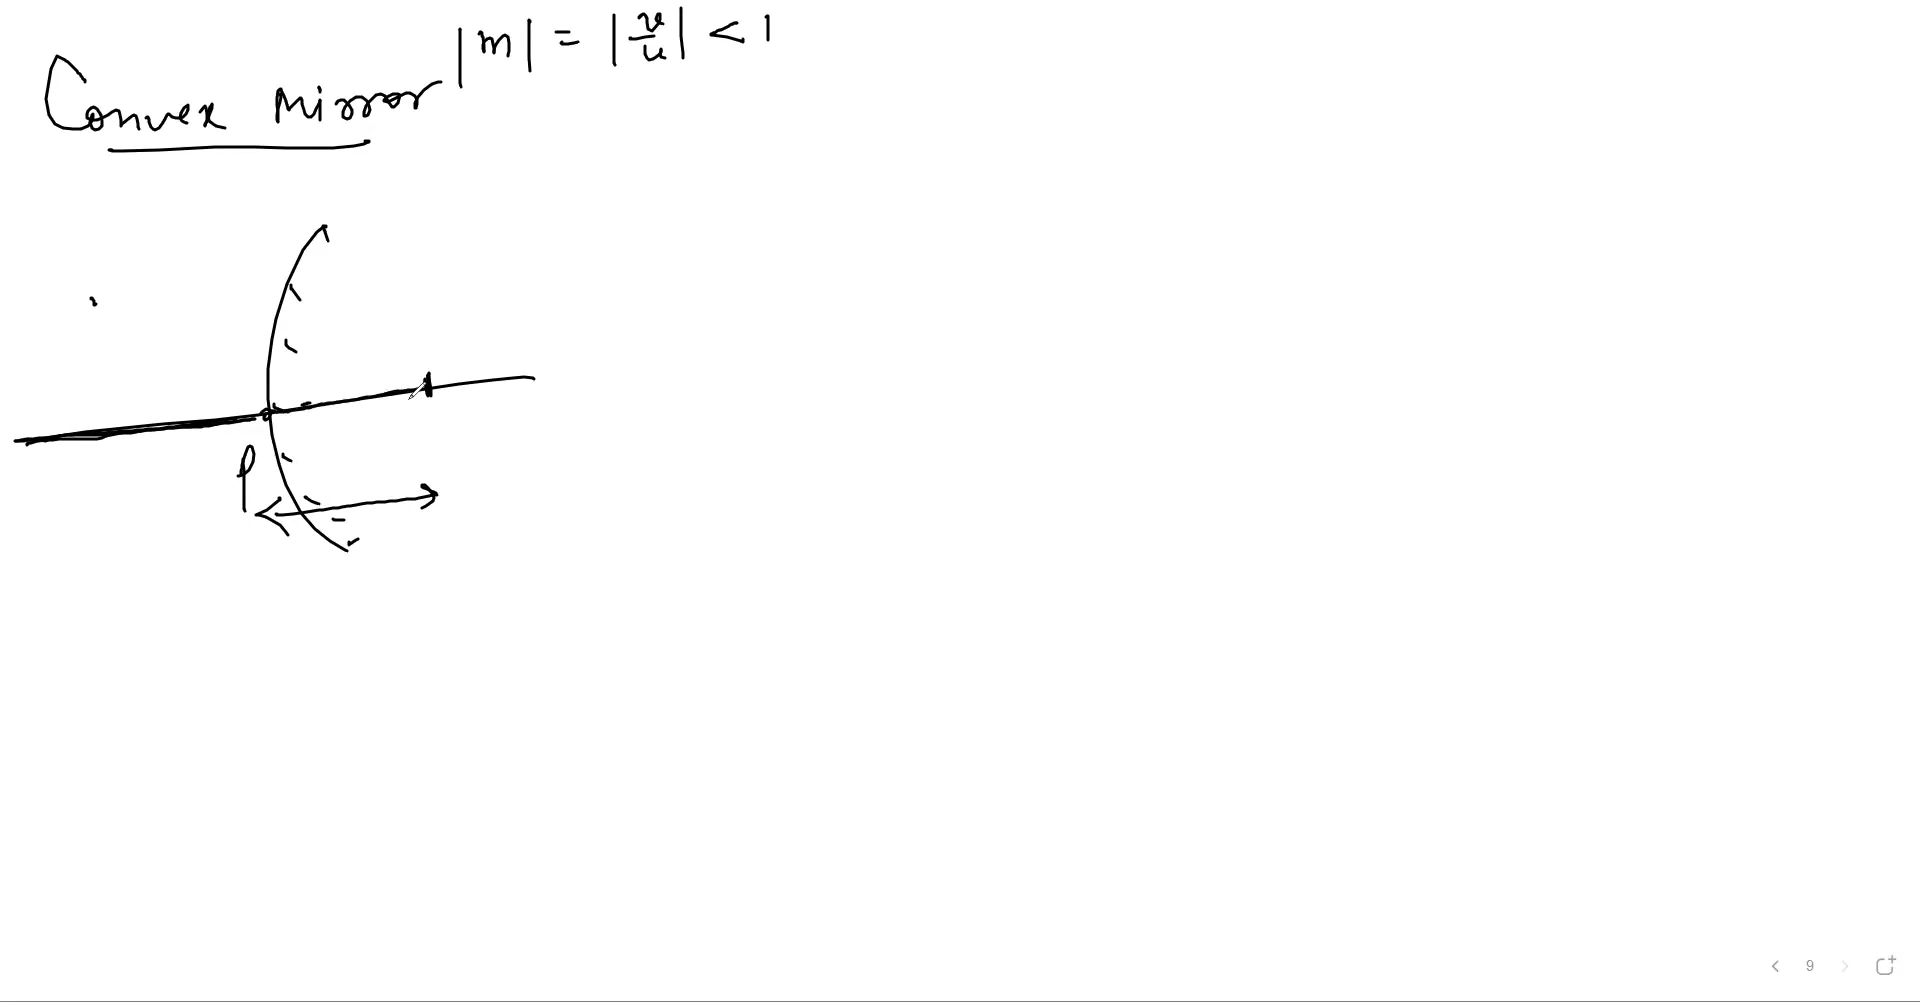 |m| = |v/u| < 1
Convex Mirror
P
9